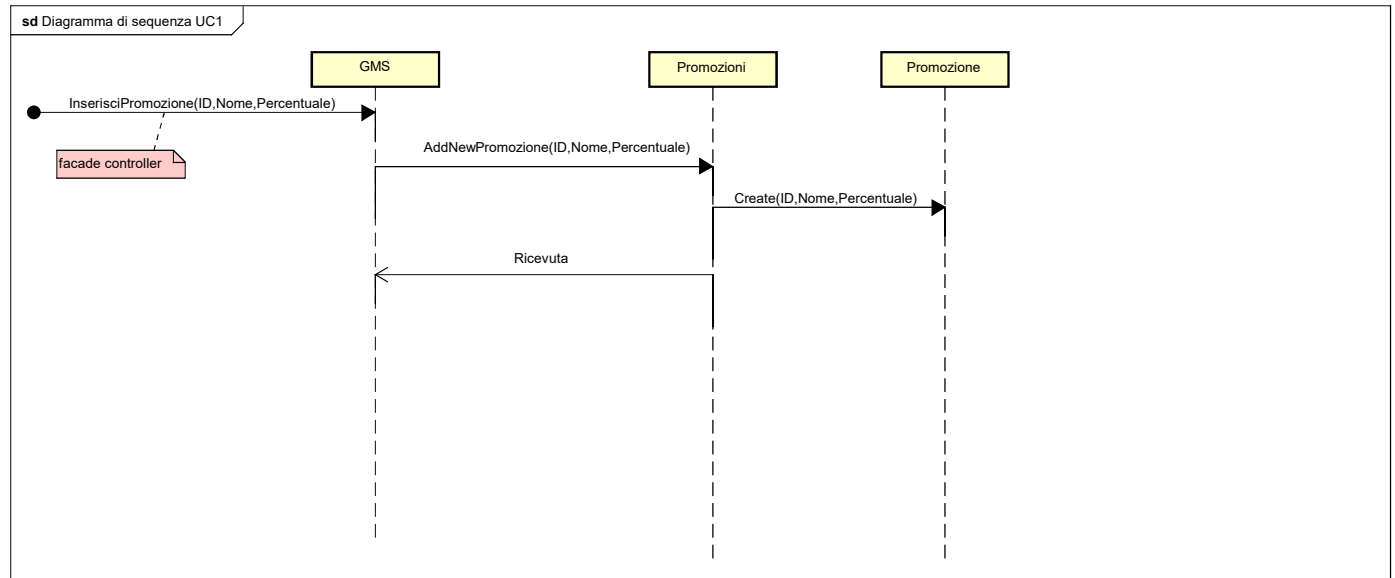 sd Diagramma di sequenza UC1
GMS
Promozioni
Promozione
InserisciPromozione(ID,Nome,Percentuale)
AddNewPromozione(ID,Nome,Percentuale)
facade controller
Create(ID,Nome,Percentuale)
Ricevuta